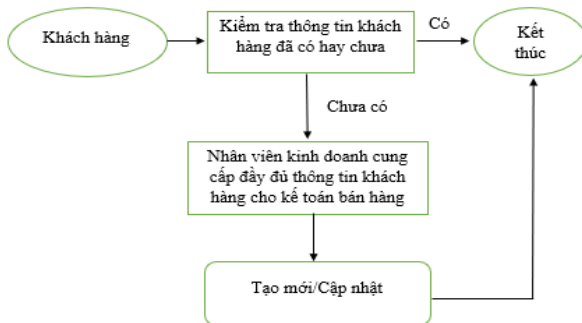 Khách hàng
Kiểm tra thông tin khách
hàng đã có hay chưa
Có
Kết
thúc
Chưa có
Nhân viên kinh doanh cung
cấp đầy đủ thông tin khách
hàng cho kế toán bán hàng
Tạo mới/Cập nhật